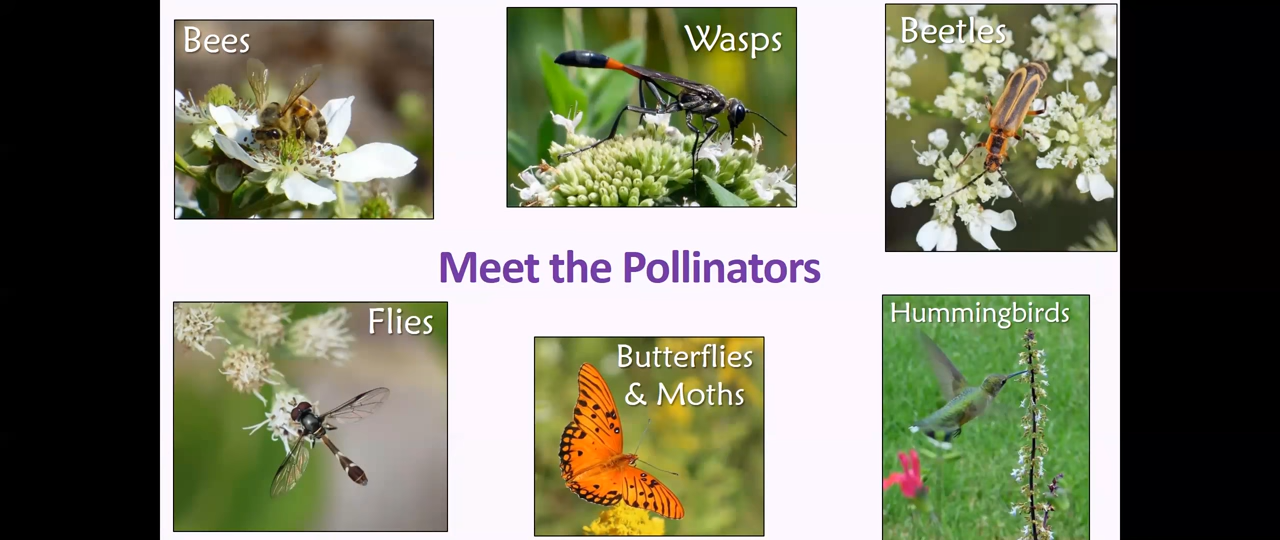 Bees
Wasps
Beetles
Meet the Pollinators
Flies
Butterflies
& Moths
Hummingbirds